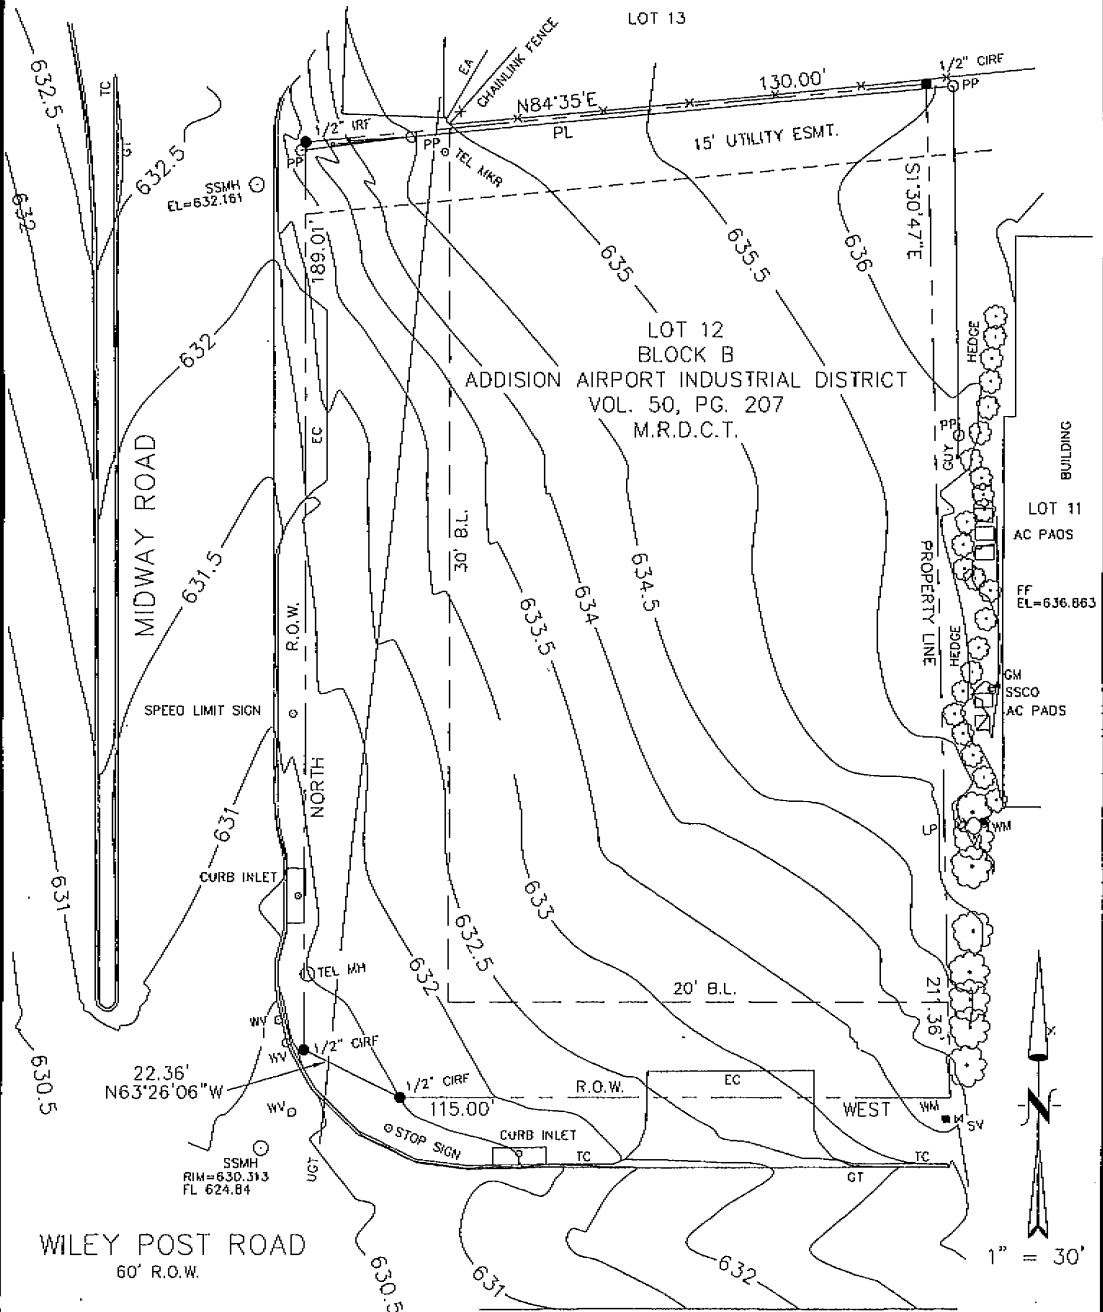 LOT 13
632.5
TC
EA
CHAINLINK FENCE
1/2" CIRF
PP
130.00'
N84°35'E
PL
1/2" IRF
PP
PP
TEL MKR
15' UTILITY ESMT.
632.5
SSMH
EL=632.161
632
S1°30'47"E
189.01'
635
635.5
636
HEDGE
632
LOT 12
BLOCK B
ADDISION AIRPORT INDUSTRIAL DISTRICT
VOL. 50, PG. 207
M.R.D.C.T.
EC
PP
GUY
BUILDING
MIDWAY ROAD
30' B.L.
LOT 11
AC PADS
631.5
634.5
634
633.5
PROPERTY LINE
FF
EL=636.863
R.O.W.
HEDGE
GM
SSCO
AC PADS
SPEED LIMIT SIGN
NORTH
631
631
LP
WM
CURB INLET
633
632.5
632
TEL MH
20' B.L.
211.36'
WV
WV
1/2" CIRF
630.5
22.36'
N63°26'06"W
1/2" CIRF
R.O.W.
EC
115.00'
WEST
WM
SV
WV
STOP SIGN
CURB INLET
TC
TC
GT
SSMH
RIM=630.313
FL 624.84
UGT
WILEY POST ROAD
60' R.O.W.
630.5
631
632
N
1" = 30'